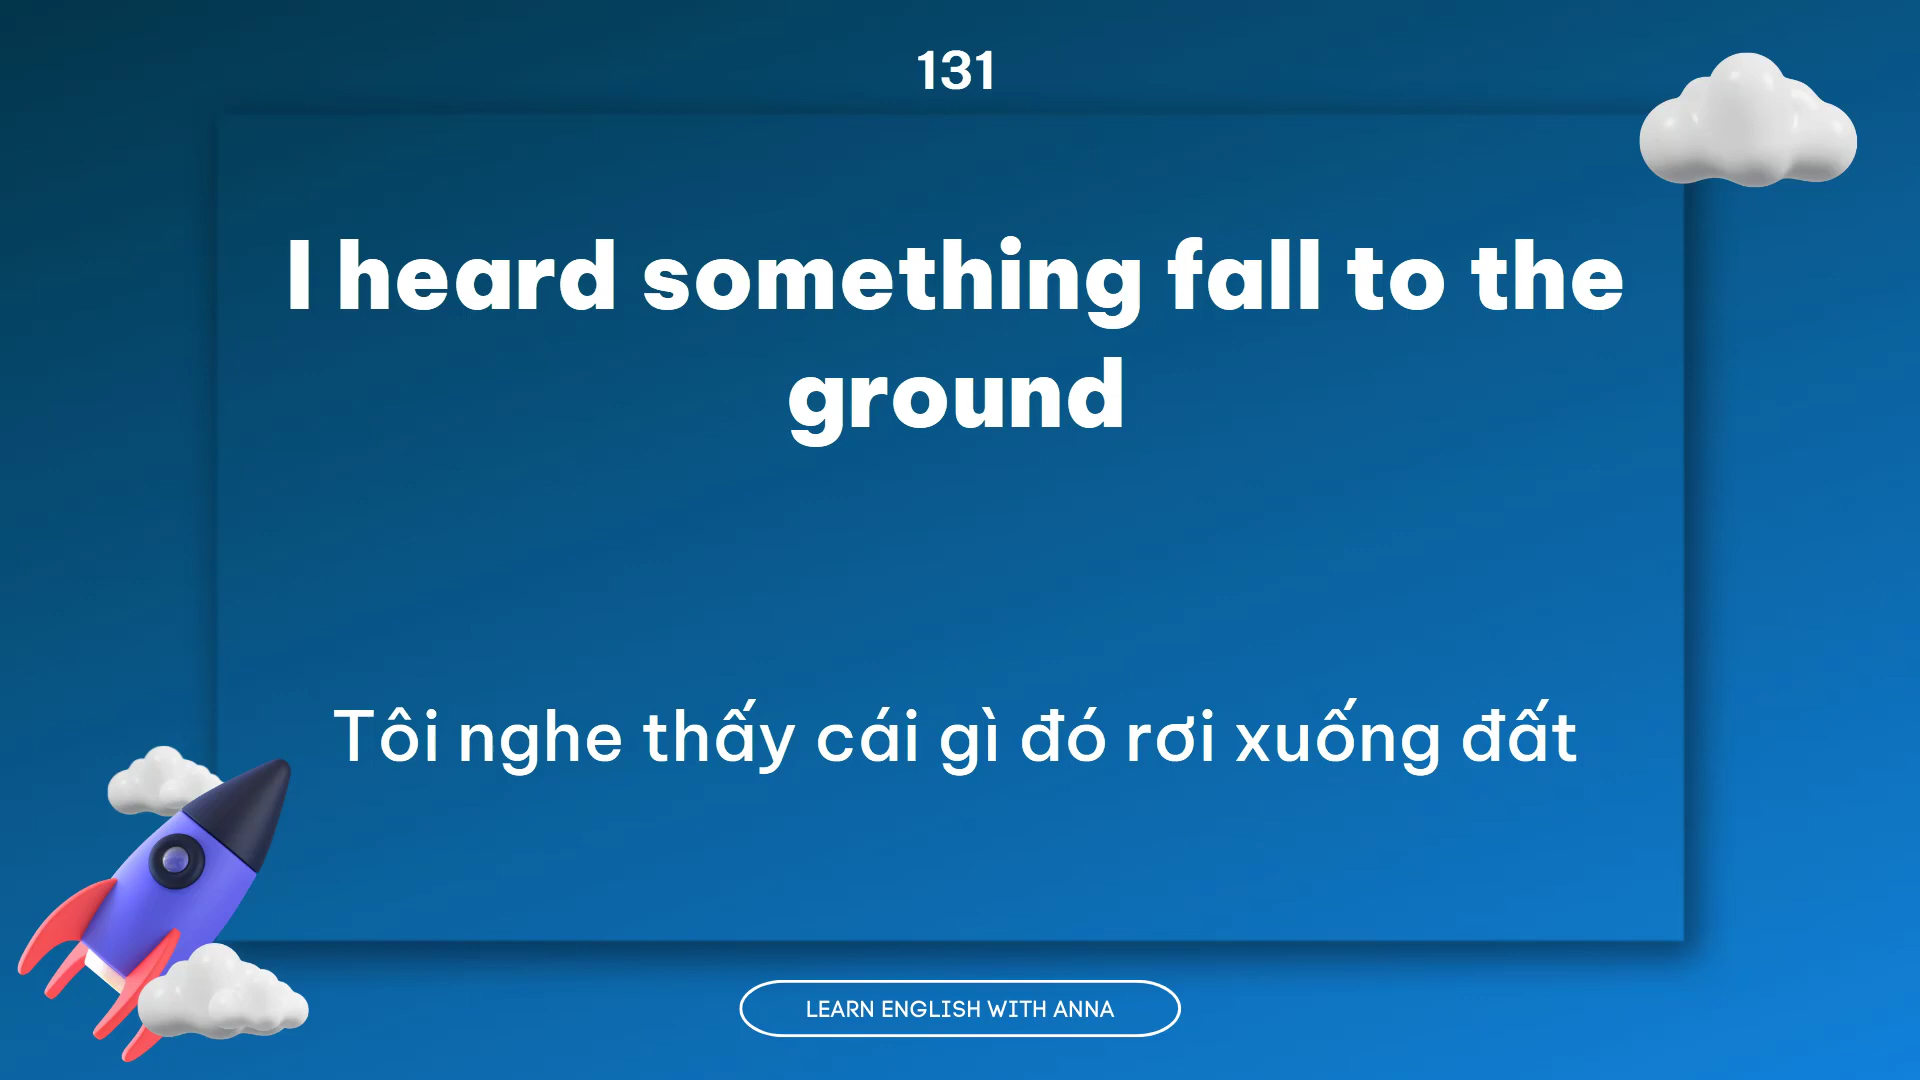 131
I heard something fall to the
ground
Tôi nghe thấy cái gì đó rơi xuống đất
LEARN ENGLISH WITH ANNA